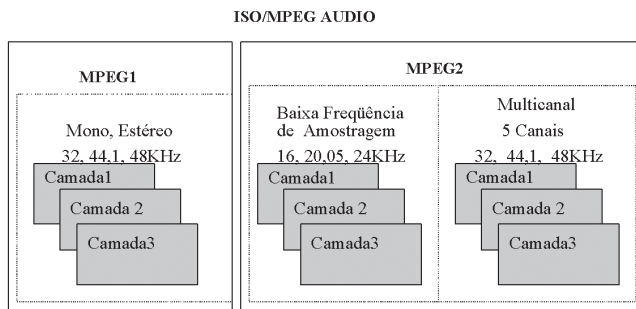 ISO/MPEG AUDIO
MPEG1
Mono, Estéreo
32, 44,1, 48KHz
Camada1
Camada 2
Camada3
MPEG2
Baixa Freqüência
de Amostragem
16, 20,05, 24KHz
Camada1
Camada 2
Camada3
Multicanal
5 Canais
32, 44,1, 48KHz
Camada1
Camada 2
Camada3